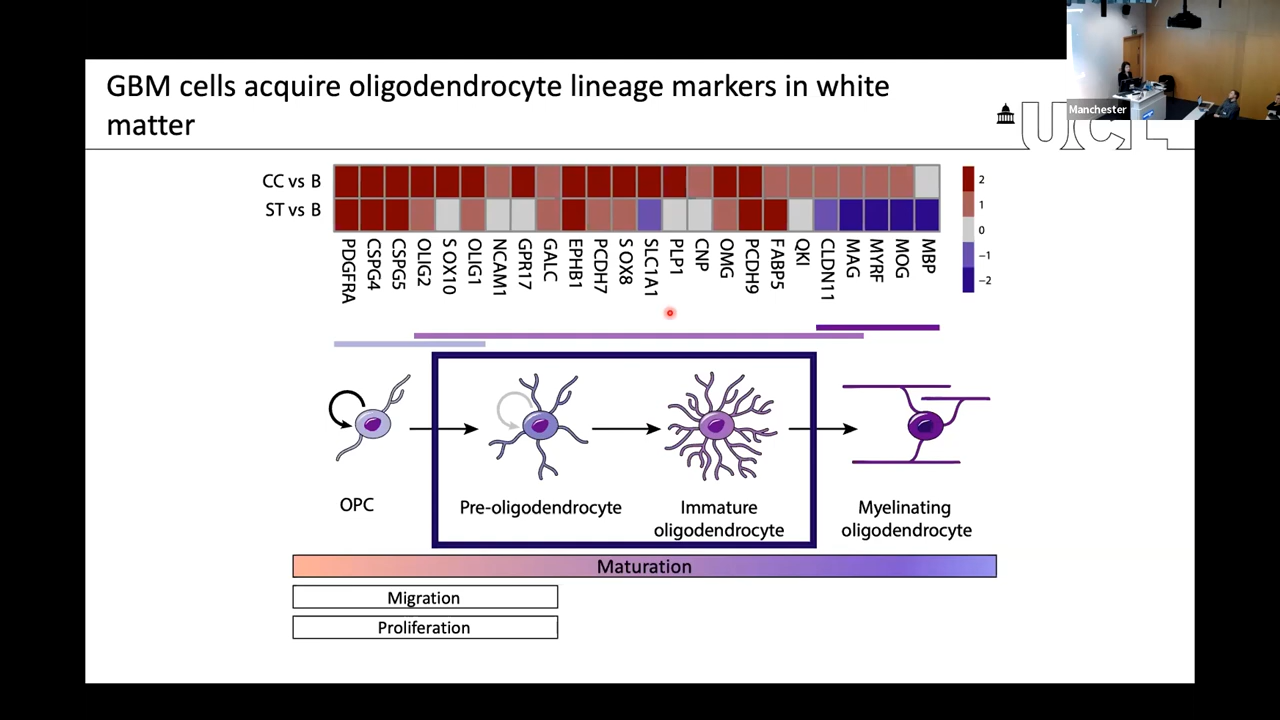 GBM cells acquire oligodendrocyte lineage markers in white
matter
Manchester
UCL
CC vs B
ST vs B
2
1
0
−1
−2
PDGFRA
CSPG4
CSPG5
OLIG2
SOX10
OLIG1
NCAM1
GPR17
GALC
EPHB1
PCDH7
SOX8
SLC1A1
PLP1
CNP
OMG
PCDH9
FABP5
QKI
CLDN11
MAG
MYRF
MOG
MBP
OPC
Pre-oligodendrocyte
Immature
oligodendrocyte
Myelinating
oligodendrocyte
Maturation
Migration
Proliferation